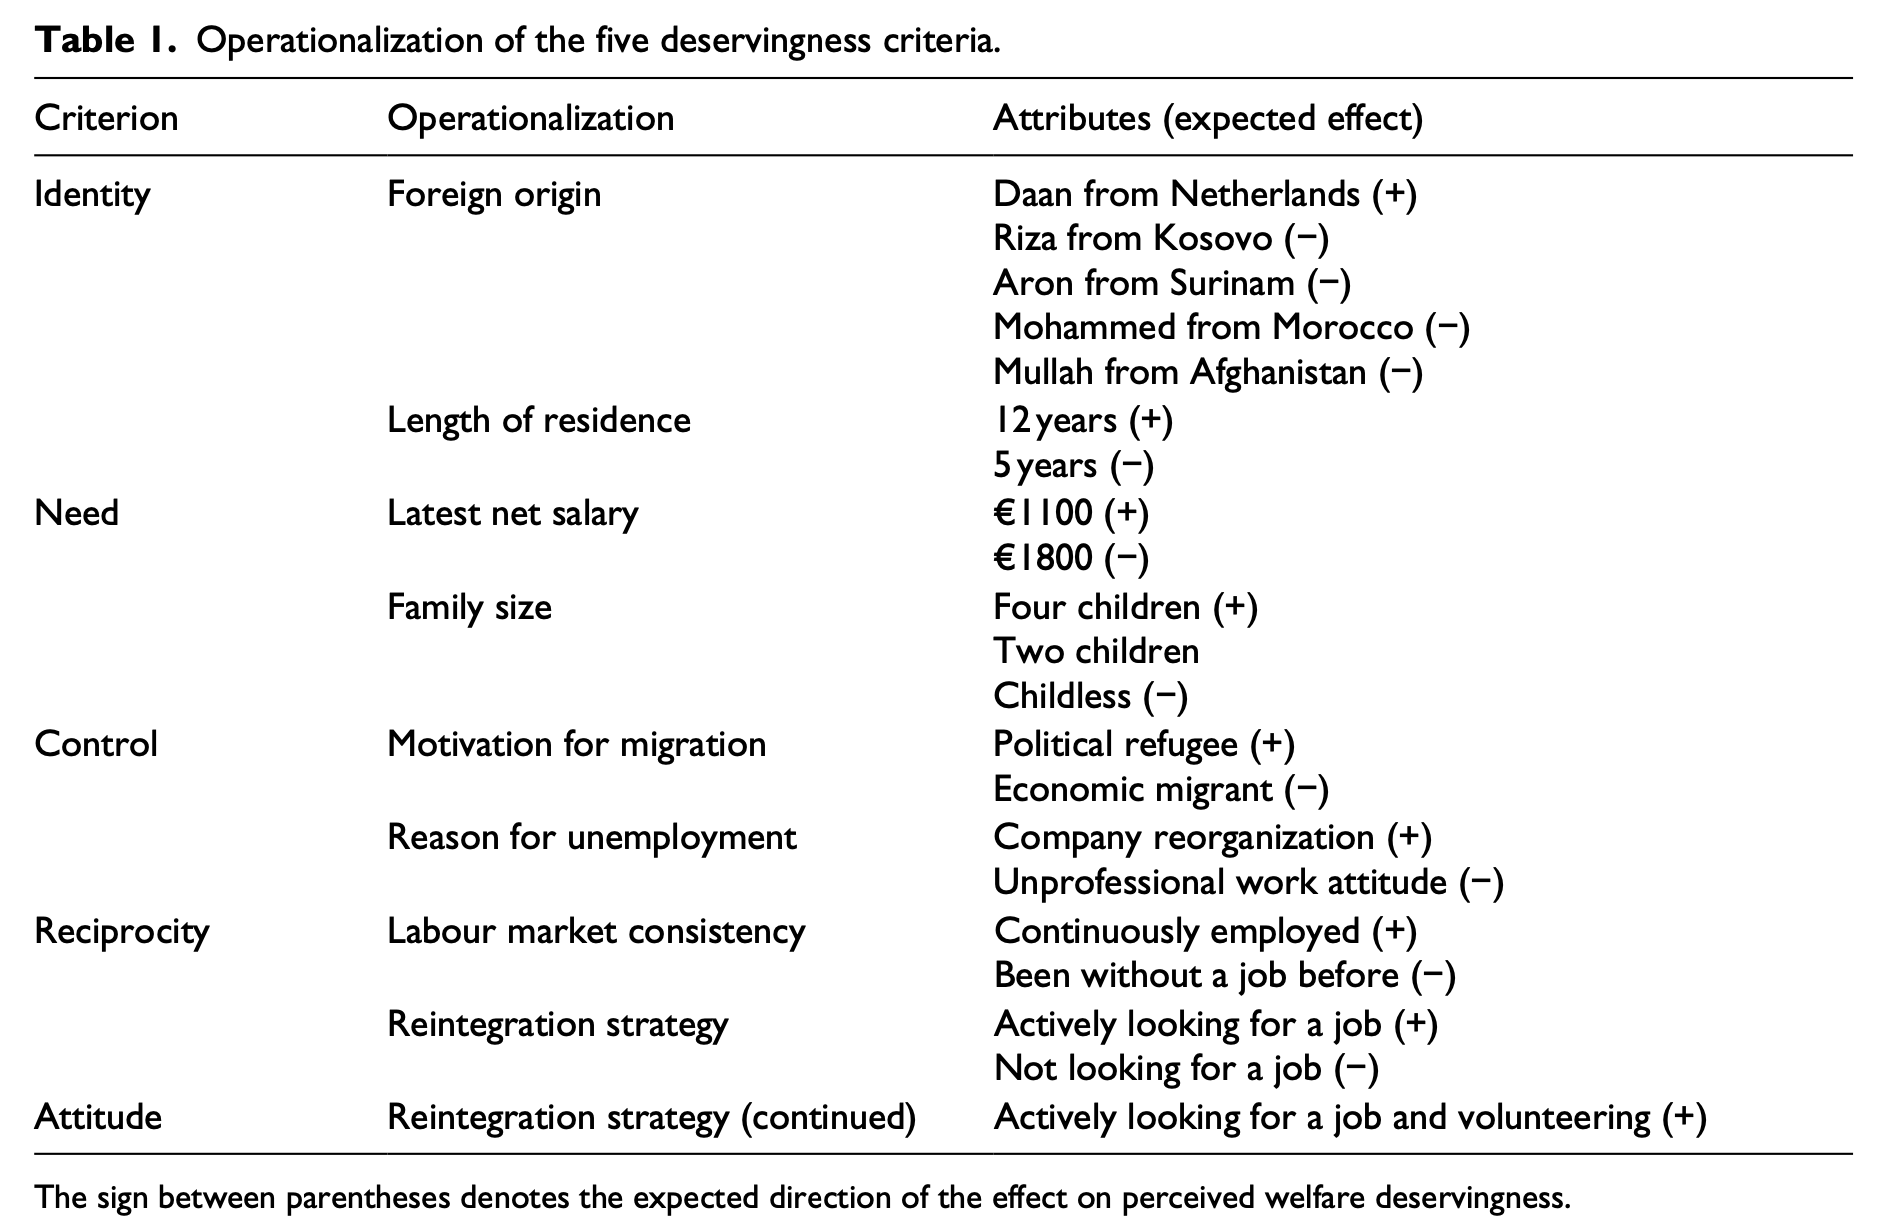 Table 1. Operationalization of the five deservingness criteria.
Criterion Operationalization Attributes (expected effect)
Identity Foreign origin Daan from Netherlands (+)
Riza from Kosovo (−)
Aron from Surinam (−)
Mohammed from Morocco (−)
Mullah from Afghanistan (−)
Length of residence 12 years (+)
5 years (−)
Need Latest net salary €1100 (+)
€1800 (−)
Family size Four children (+)
Two children
Childless (−)
Control Motivation for migration Political refugee (+)
Economic migrant (−)
Reason for unemployment Company reorganization (+)
Unprofessional work attitude (−)
Reciprocity Labour market consistency Continuously employed (+)
Been without a job before (−)
Reintegration strategy Actively looking for a job (+)
Not looking for a job (−)
Attitude Reintegration strategy (continued) Actively looking for a job and volunteering (+)
The sign between parentheses denotes the expected direction of the effect on perceived welfare deservingness.